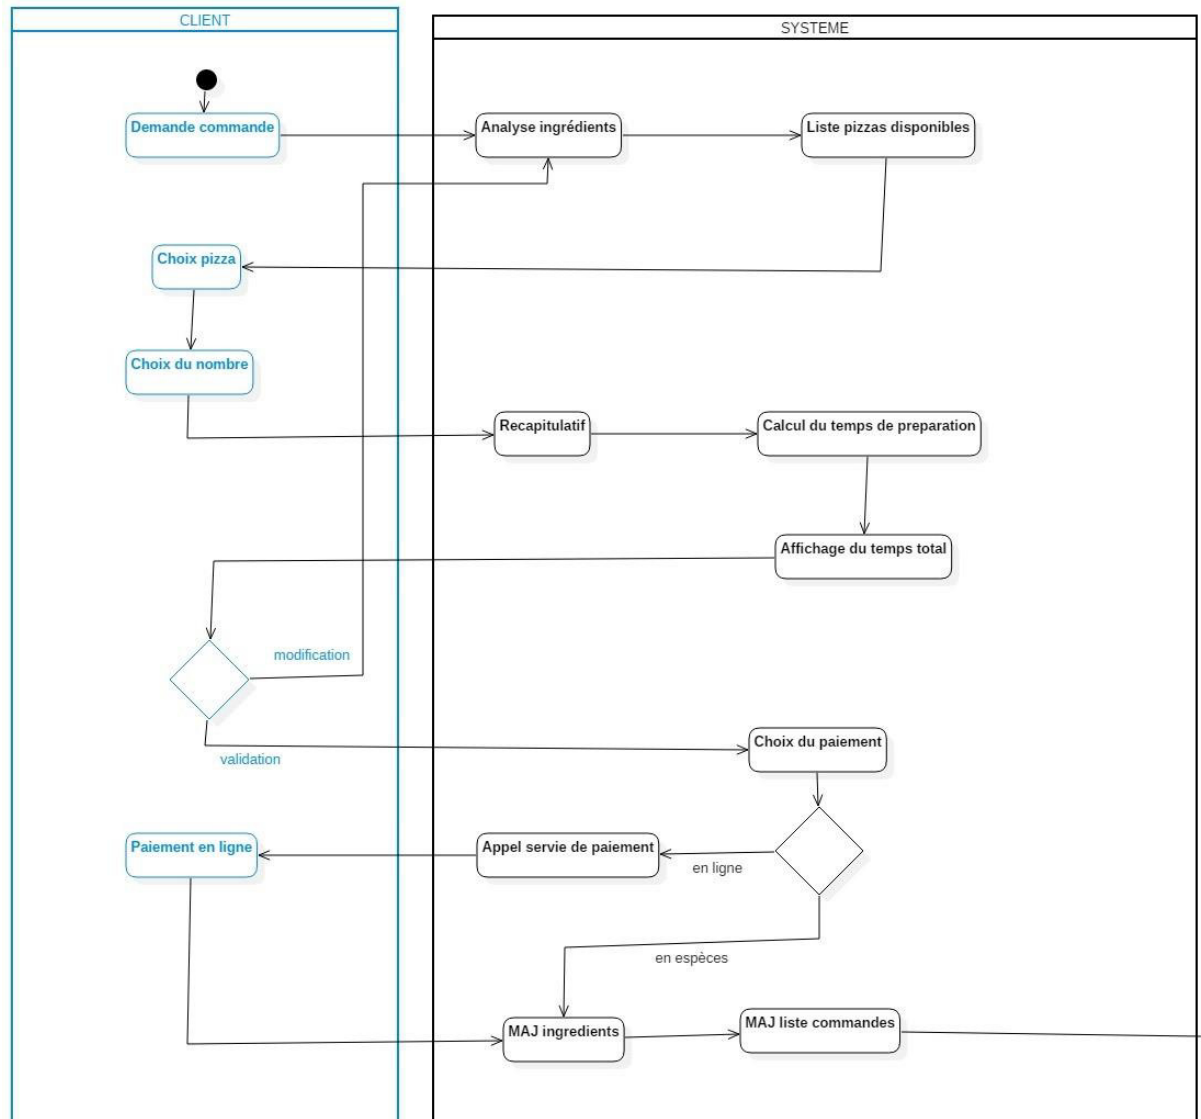 CLIENT
SYSTEME
Demande commande
Analyse ingrédients
Liste pizzas disponibles
Choix pizza
Choix du nombre
Recapitulatif
Calcul du temps de preparation
Affichage du temps total
modification
validation
Choix du paiement
Paiement en ligne
Appel servie de paiement
en ligne
en espèces
MAJ ingredients
MAJ liste commandes